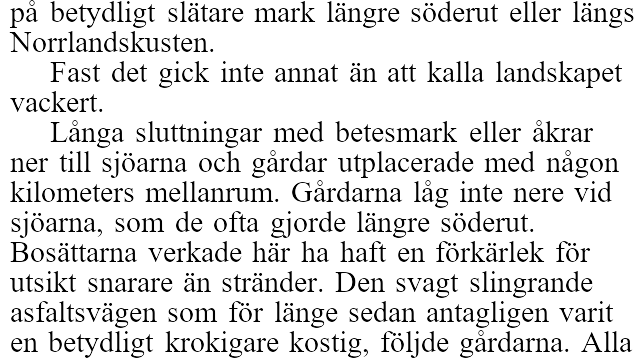 på betydligt slätare mark längre söderut eller längs
Norrlandskusten.
Fast det gick inte annat än att kalla landskapet
vackert.
Långa sluttningar med betesmark eller åkrar
ner till sjöarna och gårdar utplacerade med någon
kilometers mellanrum. Gårdarna låg inte nere vid
sjöarna, som de ofta gjorde längre söderut.
Bosättarna verkade här ha haft en förkärlek för
utsikt snarare än stränder. Den svagt slingrande
asfaltsvägen som för länge sedan antagligen varit
en betydligt krokigare kostig, följde gårdarna. Alla